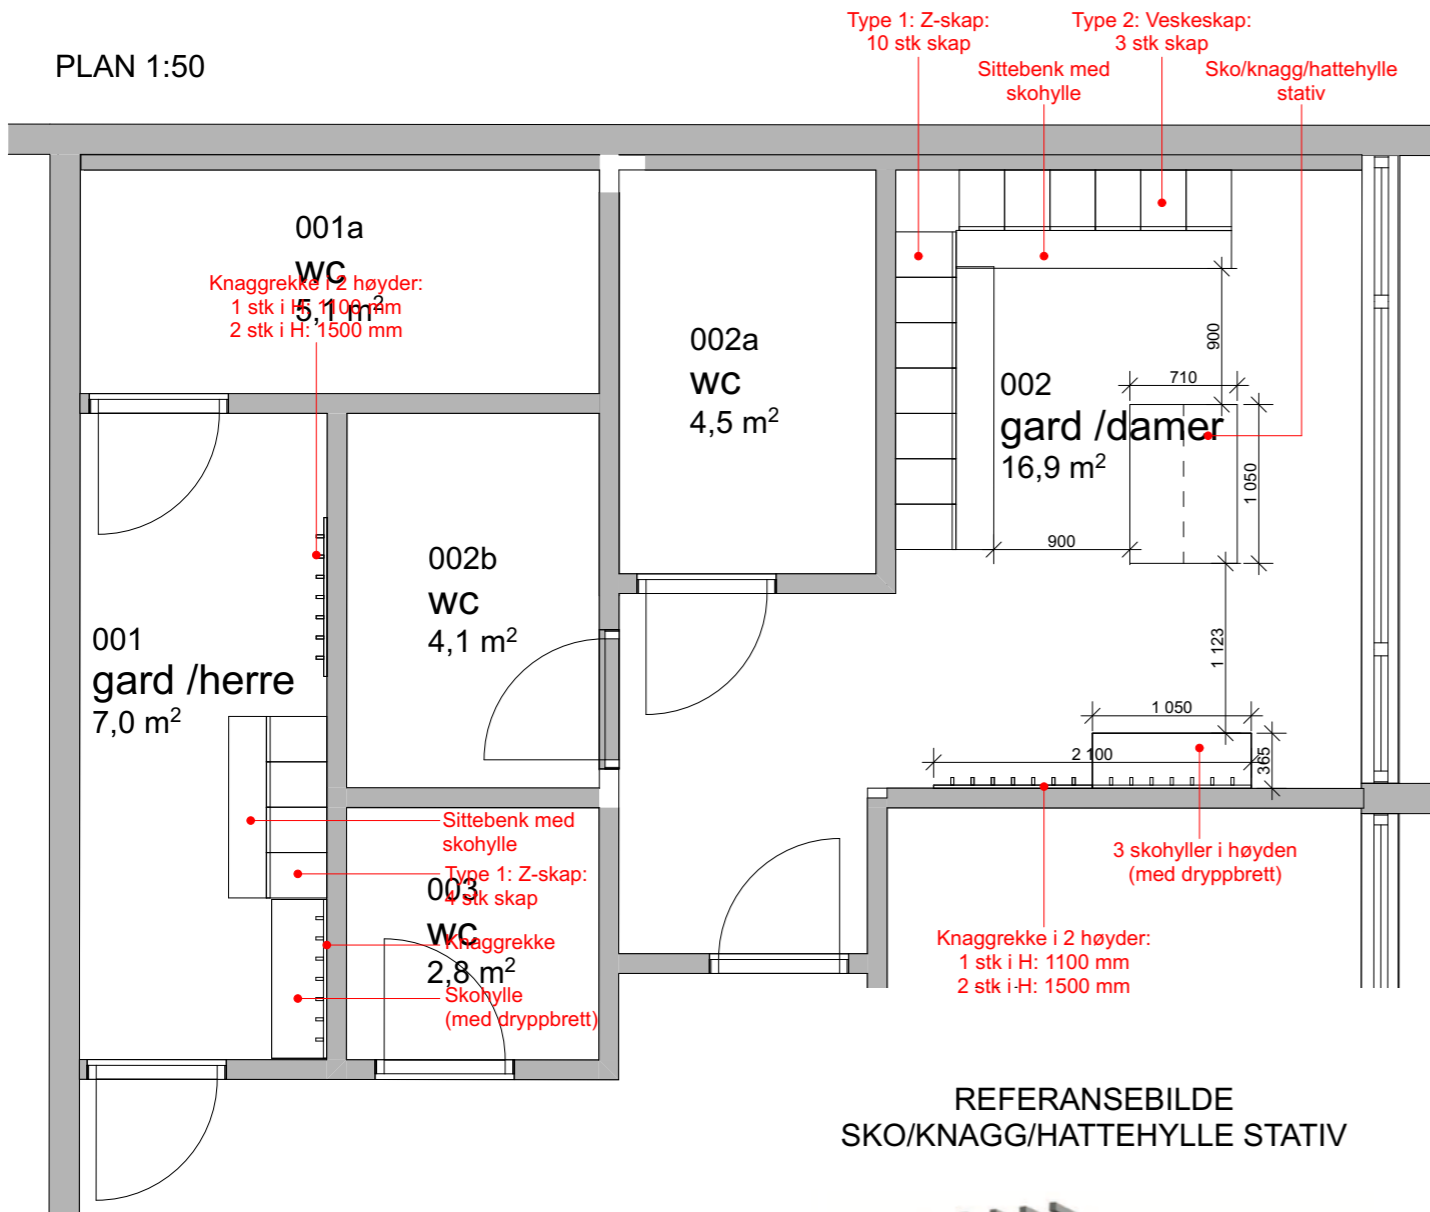 PLAN 1:50
Type 1: Z-skap:
10 stk skap
Type 2: Veskeskap:
3 stk skap
Sittebenk med
skohylle
Sko/knagg/hattehylle
stativ
001a
WC
5,1 m²
Knaggrekke i 2 høyder:
1 stk i H: 1100 mm
2 stk i H: 1500 mm
002a
WC
4,5 m²
002
gard /damer
16,9 m²
900
710
1 050
900
1 123
002b
WC
4,1 m²
001
gard /herre
7,0 m²
1 050
2 100
365
Sittebenk med
skohylle
Type 1: Z-skap:
4 stk skap
003
WC
2,8 m²
Knaggrekke
Skohylle
(med dryppbrett)
3 skohyller i høyden
(med dryppbrett)
Knaggrekke i 2 høyder:
1 stk i H: 1100 mm
2 stk i H: 1500 mm
REFERANSEBILDE
SKO/KNAGG/HATTEHYLLE STATIV